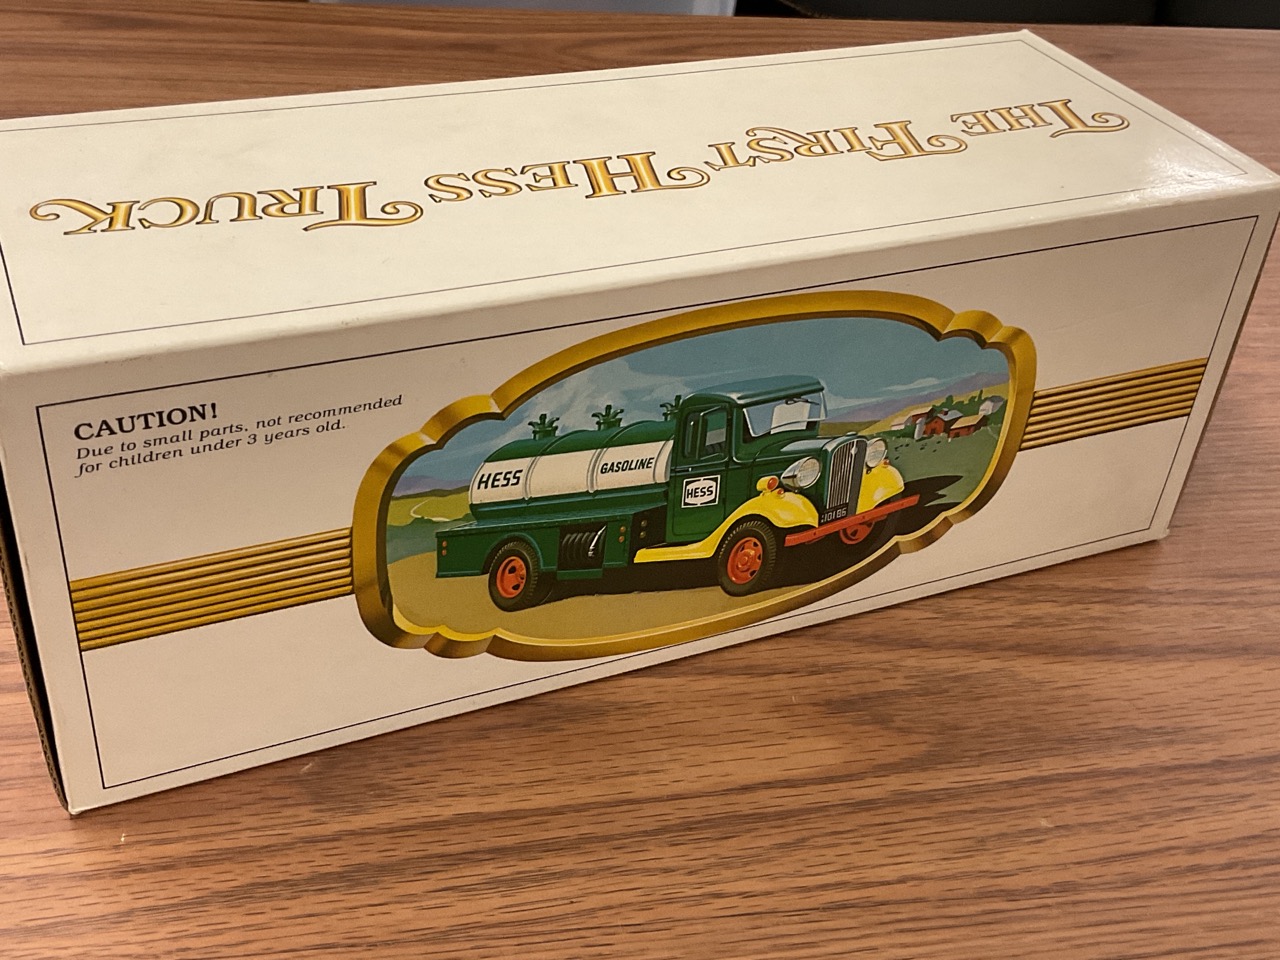 THE FIRST HESS TRUCK
CAUTION!
Due to small parts, not recommended
for children under 3 years old.
HESS GASOLINE
HESS